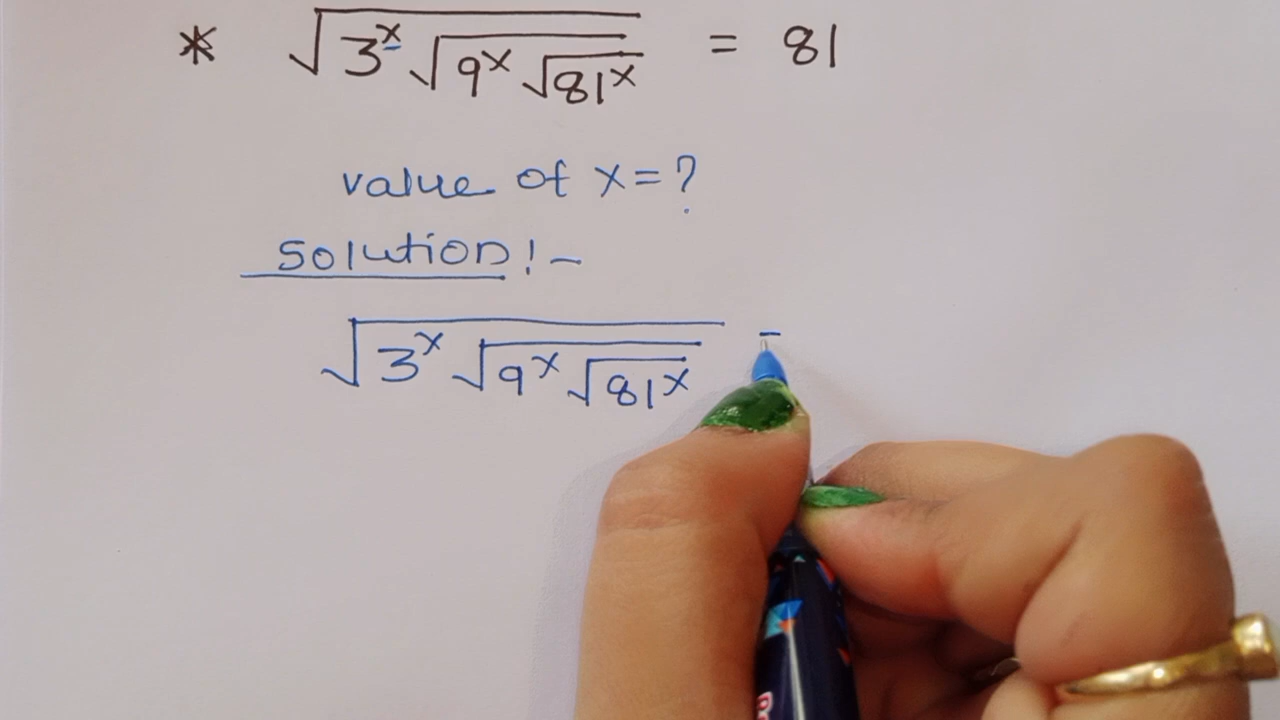 * √(3^x √(9^x √(81^x))) = 81
value of x = ?
Solution! -
√(3^x √(9^x √(81^x))) =